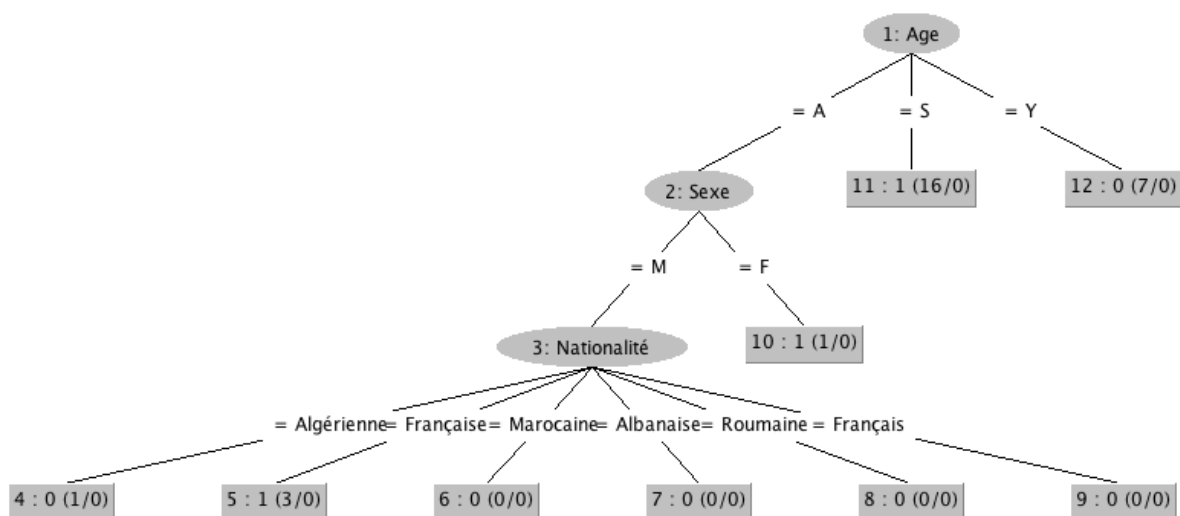 1: Age
= A
= S
= Y
2: Sexe
11 : 1 (16/0)
12 : 0 (7/0)
= M
= F
3: Nationalité
10 : 1 (1/0)
= Algérienne
= Française
= Marocaine
= Albanaise
= Roumaine
= Français
4 : 0 (1/0)
5 : 1 (3/0)
6 : 0 (0/0)
7 : 0 (0/0)
8 : 0 (0/0)
9 : 0 (0/0)